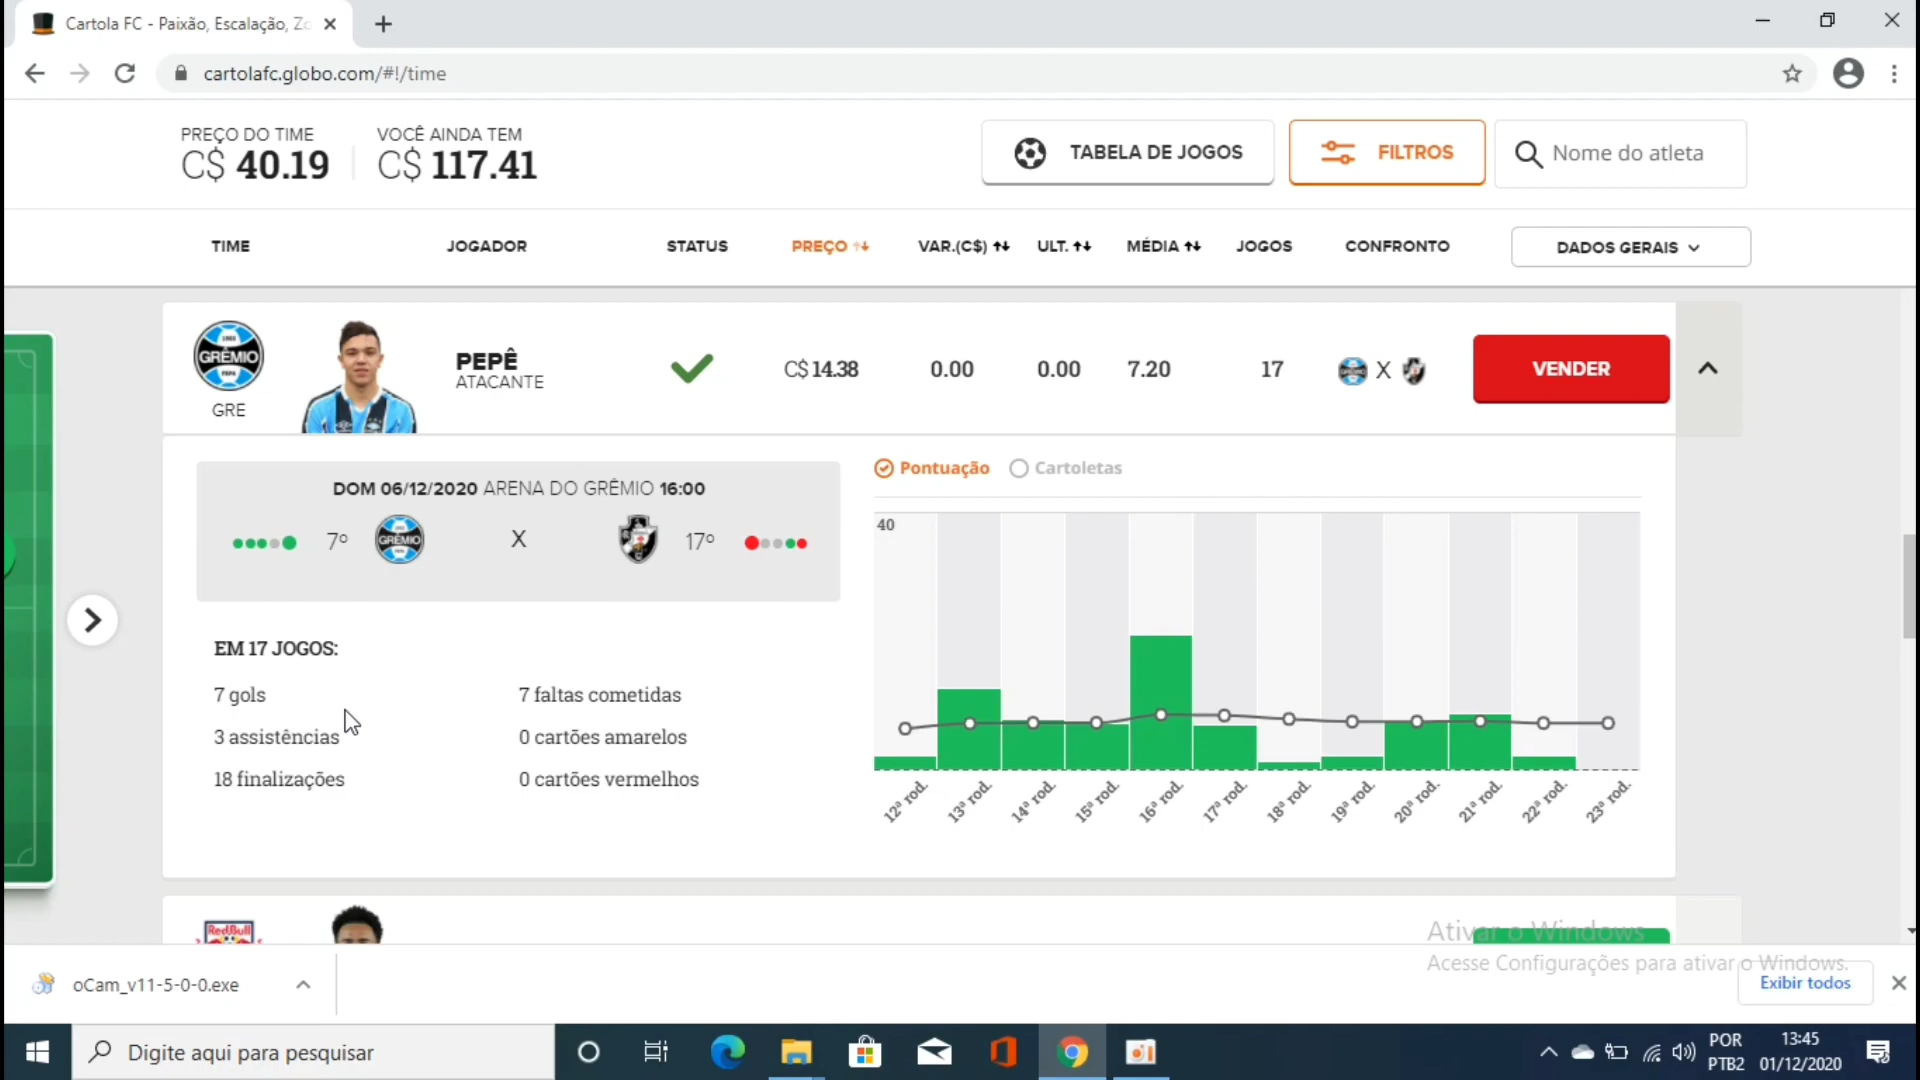 Cartola FC - Paixão, Escalação, Zo
cartolafc.globo.com/#!/time
PREÇO DO TIME
C$ 40.19
VOCÊ AINDA TEM
C$ 117.41
TABELA DE JOGOS
FILTROS
Nome do atleta
TIME JOGADOR STATUS PREÇO VAR.(C$) ULT. MÉDIA JOGOS CONFRONTO DADOS GERAIS
GRÊMIO
GRE
PEPÊ
ATACANTE
C$ 14.38 0.00 0.00 7.20 17 X VENDER
DOM 06/12/2020 ARENA DO GRÊMIO 16:00
7º GRÊMIO X 17º
EM 17 JOGOS:
7 gols
3 assistências
18 finalizações
7 faltas cometidas
0 cartões amarelos
0 cartões vermelhos
Pontuação Cartoletas
40
12ª rod. 13ª rod. 14ª rod. 15ª rod. 16ª rod. 17ª rod. 18ª rod. 19ª rod. 20ª rod. 21ª rod. 22ª rod. 23ª rod.
RedBull
Ativar o Windows
Acesse Configurações para ativar o Windows.
oCam_v11-5-0-0.exe
Exibir todos
Digite aqui para pesquisar
POR
PTB2
13:45
01/12/2020